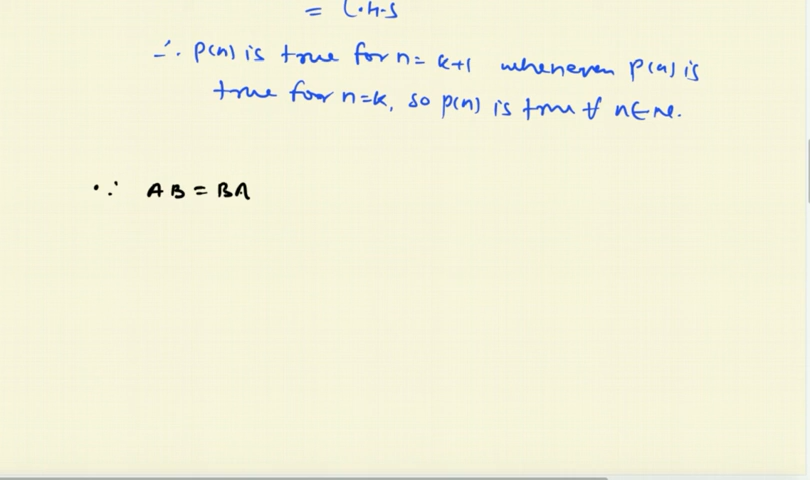 = L.H.S
∴ P(n) is true for n = k+1 whenever P(n) is
true for n=k, so p(n) is true ∀ n∈N.
∵ AB = BA